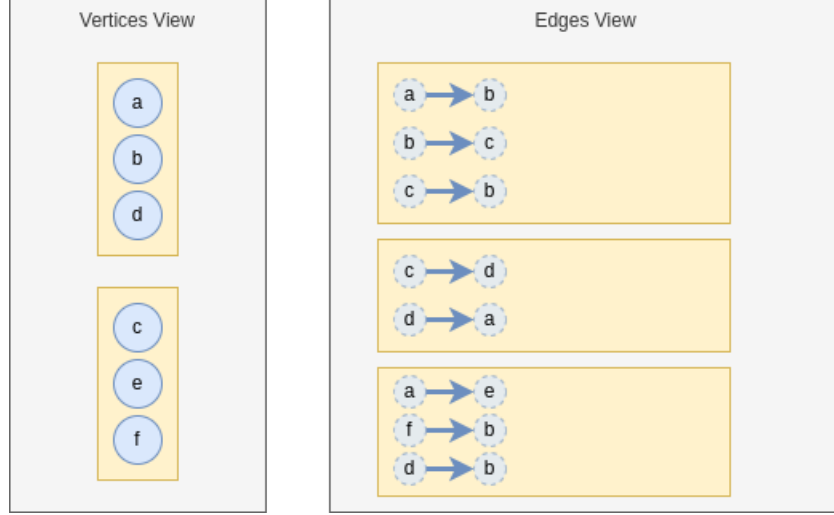 Vertices View
a
b
d
c
e
f
Edges View
a b
b c
c b
c d
d a
a e
f b
d b